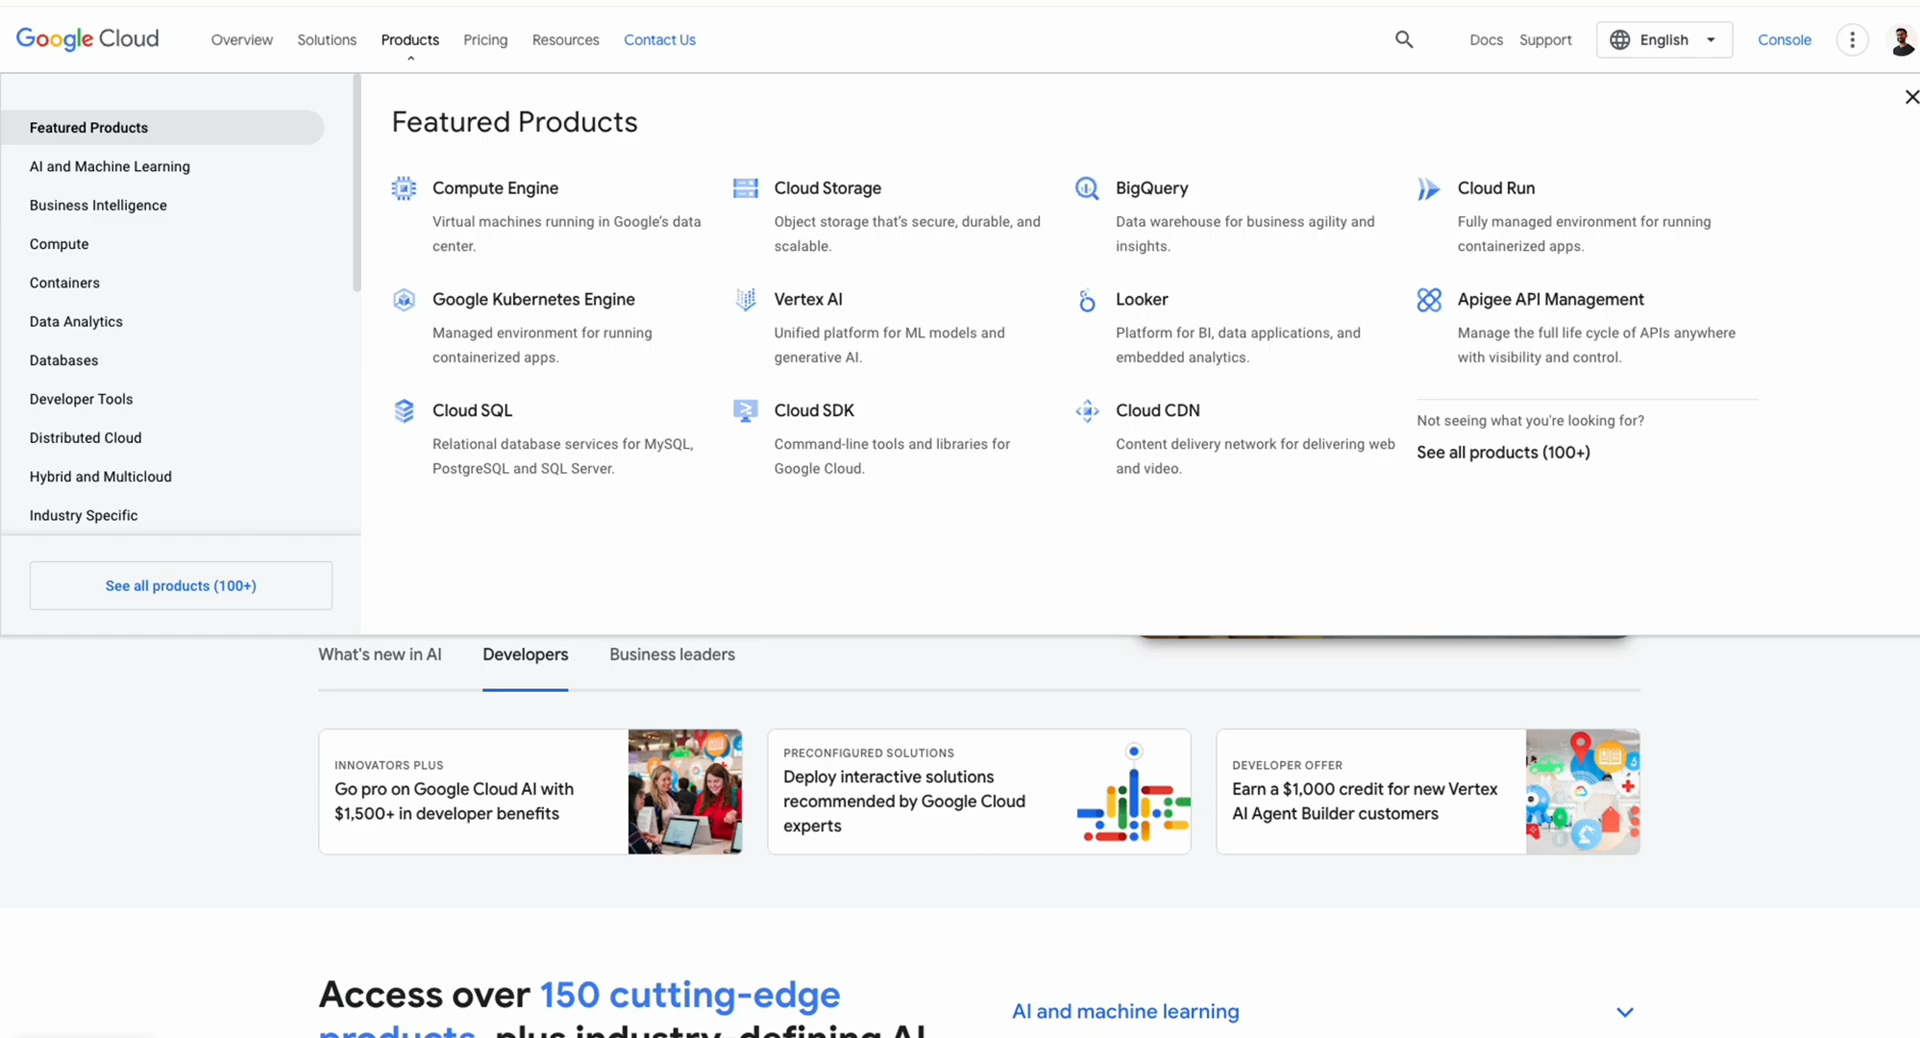 Google Cloud
Overview
Solutions
Products
Pricing
Resources
Contact Us
Docs
Support
English
Console
Featured Products
AI and Machine Learning
Business Intelligence
Compute
Containers
Data Analytics
Databases
Developer Tools
Distributed Cloud
Hybrid and Multicloud
Industry Specific
See all products (100+)
Featured Products
Compute Engine
Virtual machines running in Google's data
center.
Cloud Storage
Object storage that's secure, durable, and
scalable.
BigQuery
Data warehouse for business agility and
insights.
Cloud Run
Fully managed environment for running
containerized apps.
Google Kubernetes Engine
Managed environment for running
containerized apps.
Vertex AI
Unified platform for ML models and
generative AI.
Looker
Platform for BI, data applications, and
embedded analytics.
Apigee API Management
Manage the full life cycle of APIs anywhere
with visibility and control.
Cloud SQL
Relational database services for MySQL,
PostgreSQL and SQL Server.
Cloud SDK
Command-line tools and libraries for
Google Cloud.
Cloud CDN
Content delivery network for delivering web
and video.
Not seeing what you're looking for?
See all products (100+)
What's new in AI
Developers
Business leaders
INNOVATORS PLUS
Go pro on Google Cloud AI with
$1,500+ in developer benefits
PRECONFIGURED SOLUTIONS
Deploy interactive solutions
recommended by Google Cloud
experts
DEVELOPER OFFER
Earn a $1,000 credit for new Vertex
AI Agent Builder customers
Access over 150 cutting-edge
products, plus industry-defining AI
AI and machine learning